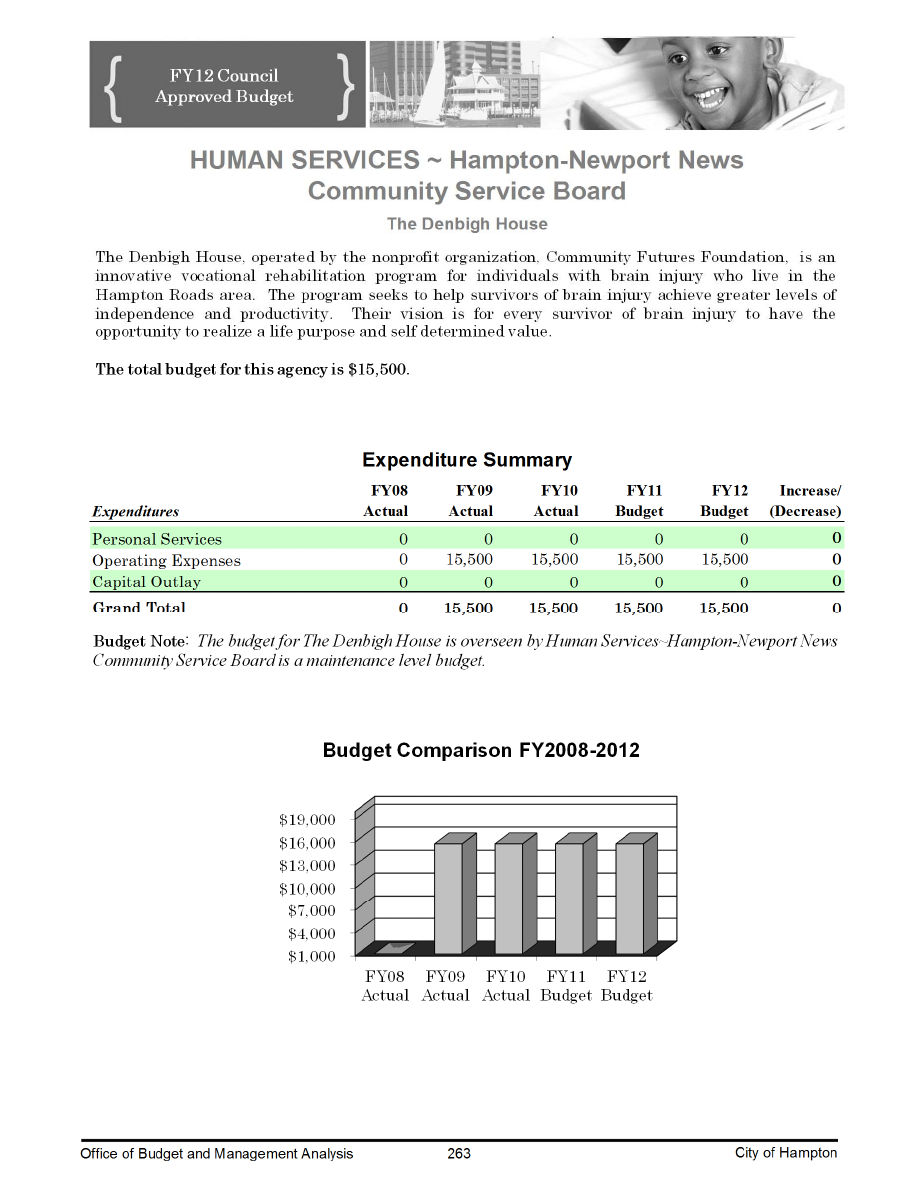 FY12 Council
Approved Budget
HUMAN SERVICES ~ Hampton-Newport News
Community Service Board
The Denbigh House
The Denbigh House, operated by the nonprofit organization, Community Futures Foundation, is an
innovative vocational rehabilitation program for individuals with brain injury who live in the
Hampton Roads area. The program seeks to help survivors of brain injury achieve greater levels of
independence and productivity. Their vision is for every survivor of brain injury to have the
opportunity to realize a life purpose and self determined value.
The total budget for this agency is $15,500.
Expenditure Summary
FY08 FY09 FY10 FY11 FY12 Increase/
Expenditures Actual Actual Actual Budget Budget (Decrease)
Personal Services 0 0 0 0 0 0
Operating Expenses 0 15,500 15,500 15,500 15,500 0
Capital Outlay 0 0 0 0 0 0
Grand Total 0 15,500 15,500 15,500 15,500 0
Budget Note: The budget for The Denbigh House is overseen by Human Services~Hampton-Newport News
Community Service Board is a maintenance level budget.
Budget Comparison FY2008-2012
$19,000
$16,000
$13,000
$10,000
$7,000
$4,000
$1,000
FY08 FY09 FY10 FY11 FY12
Actual Actual Actual Budget Budget
Office of Budget and Management Analysis 263 City of Hampton